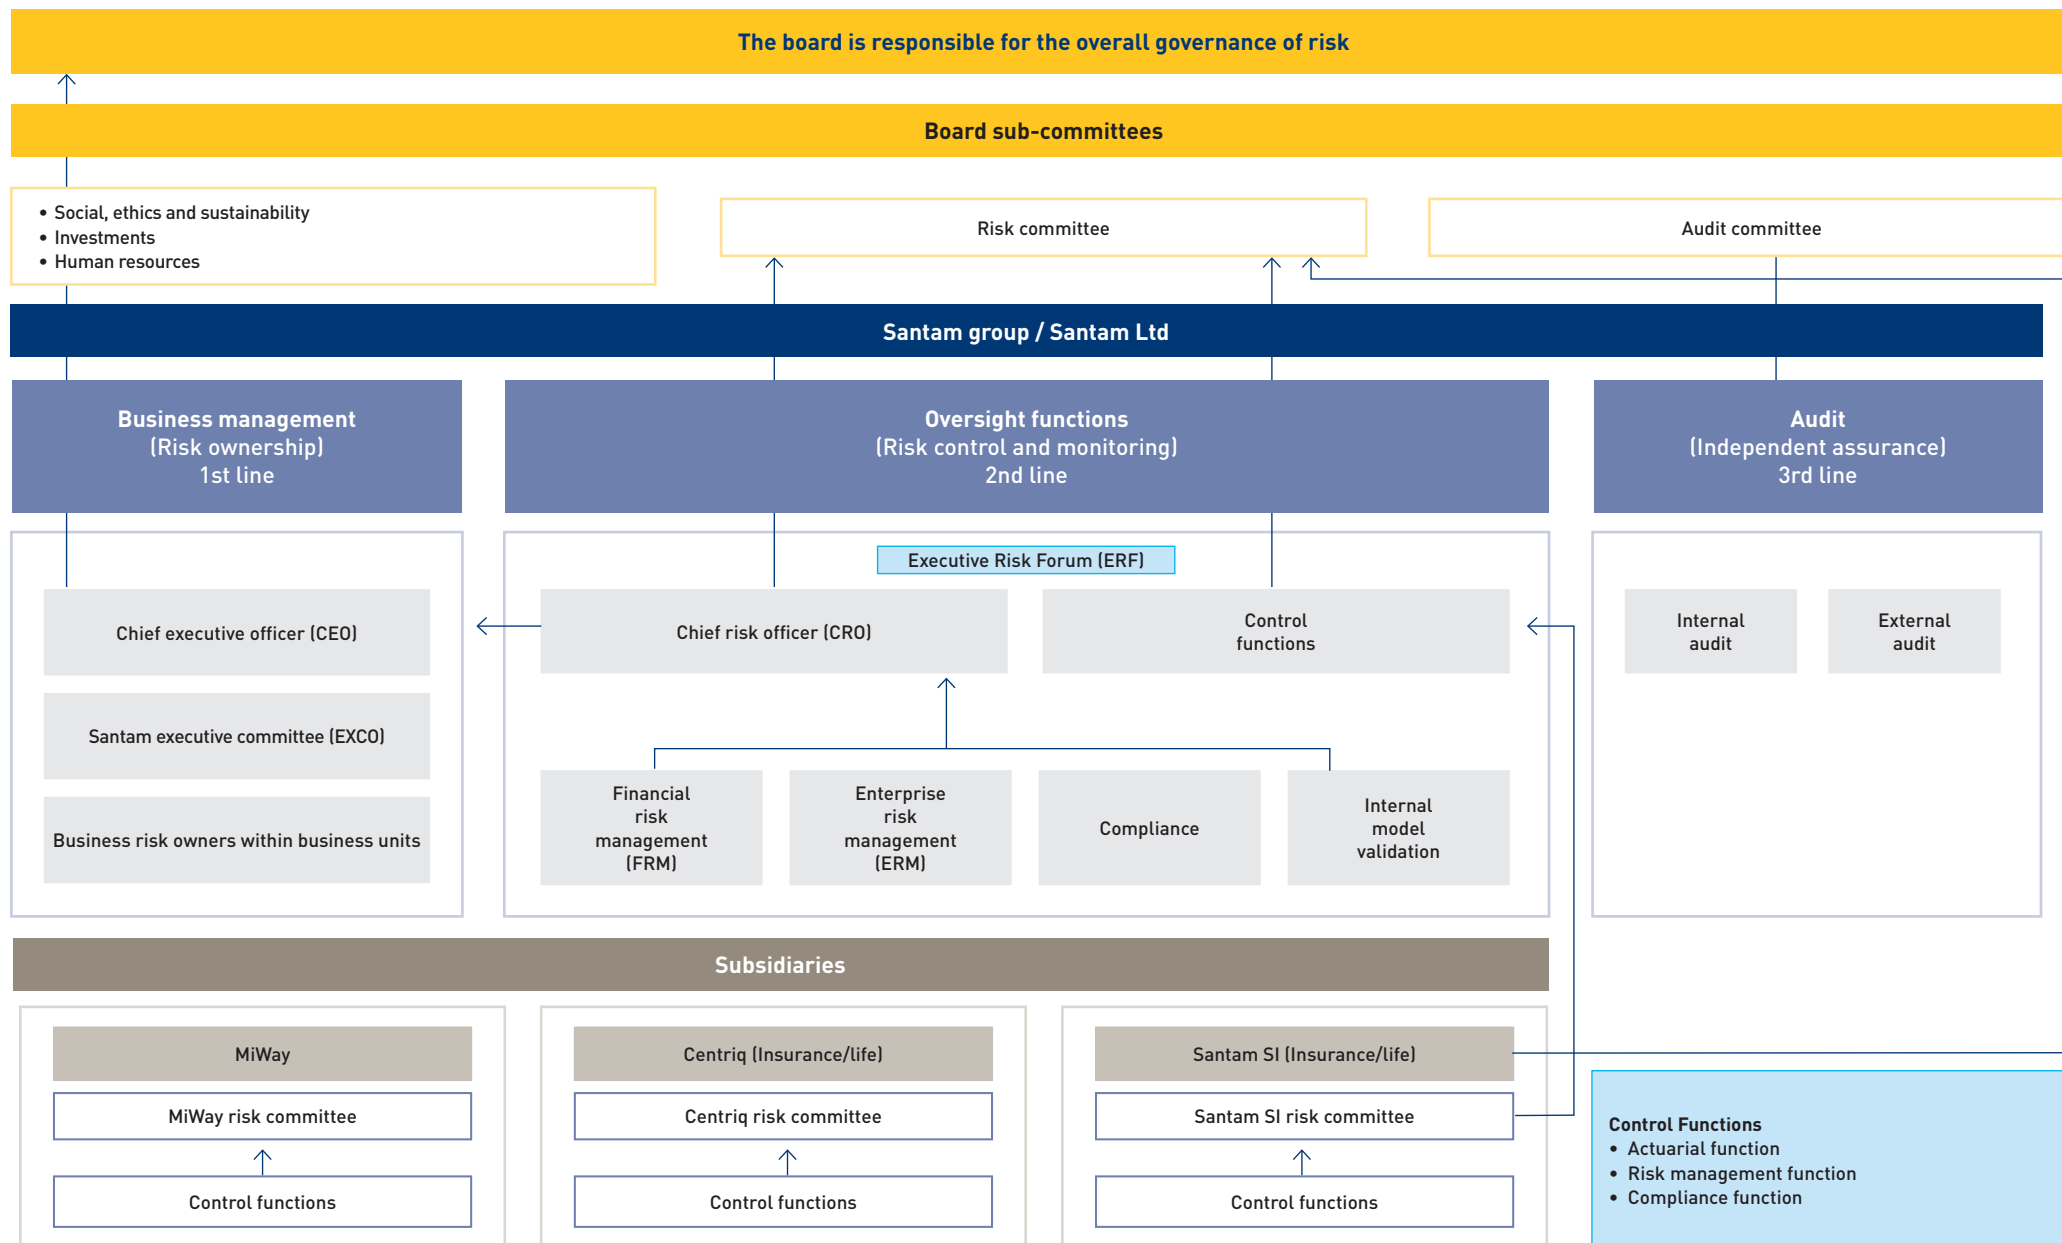 The board is responsible for the overall governance of risk
Board sub-committees
• Social, ethics and sustainability
• Investments
• Human resources
Risk committee
Audit committee
Santam group / Santam Ltd
Business management
(Risk ownership)
1st line
Oversight functions
(Risk control and monitoring)
2nd line
Audit
(Independent assurance)
3rd line
Executive Risk Forum (ERF)
Chief executive officer (CEO)
Santam executive committee (EXCO)
Business risk owners within business units
Chief risk officer (CRO)
Control
functions
Financial
risk
management
(FRM)
Enterprise
risk
management
(ERM)
Compliance
Internal
model
validation
Internal
audit
External
audit
Subsidiaries
MiWay
MiWay risk committee
Control functions
Centriq (Insurance/life)
Centriq risk committee
Control functions
Santam SI (Insurance/life)
Santam SI risk committee
Control functions
Control Functions
• Actuarial function
• Risk management function
• Compliance function